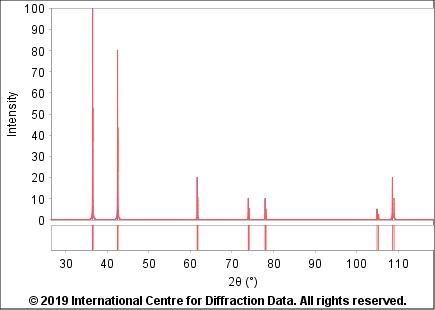 100
90
80
70
60
50
40
30
20
10
0
Intensity
30 40 50 60 70 80 90 100 110
2θ (°)
© 2019 International Centre for Diffraction Data. All rights reserved.